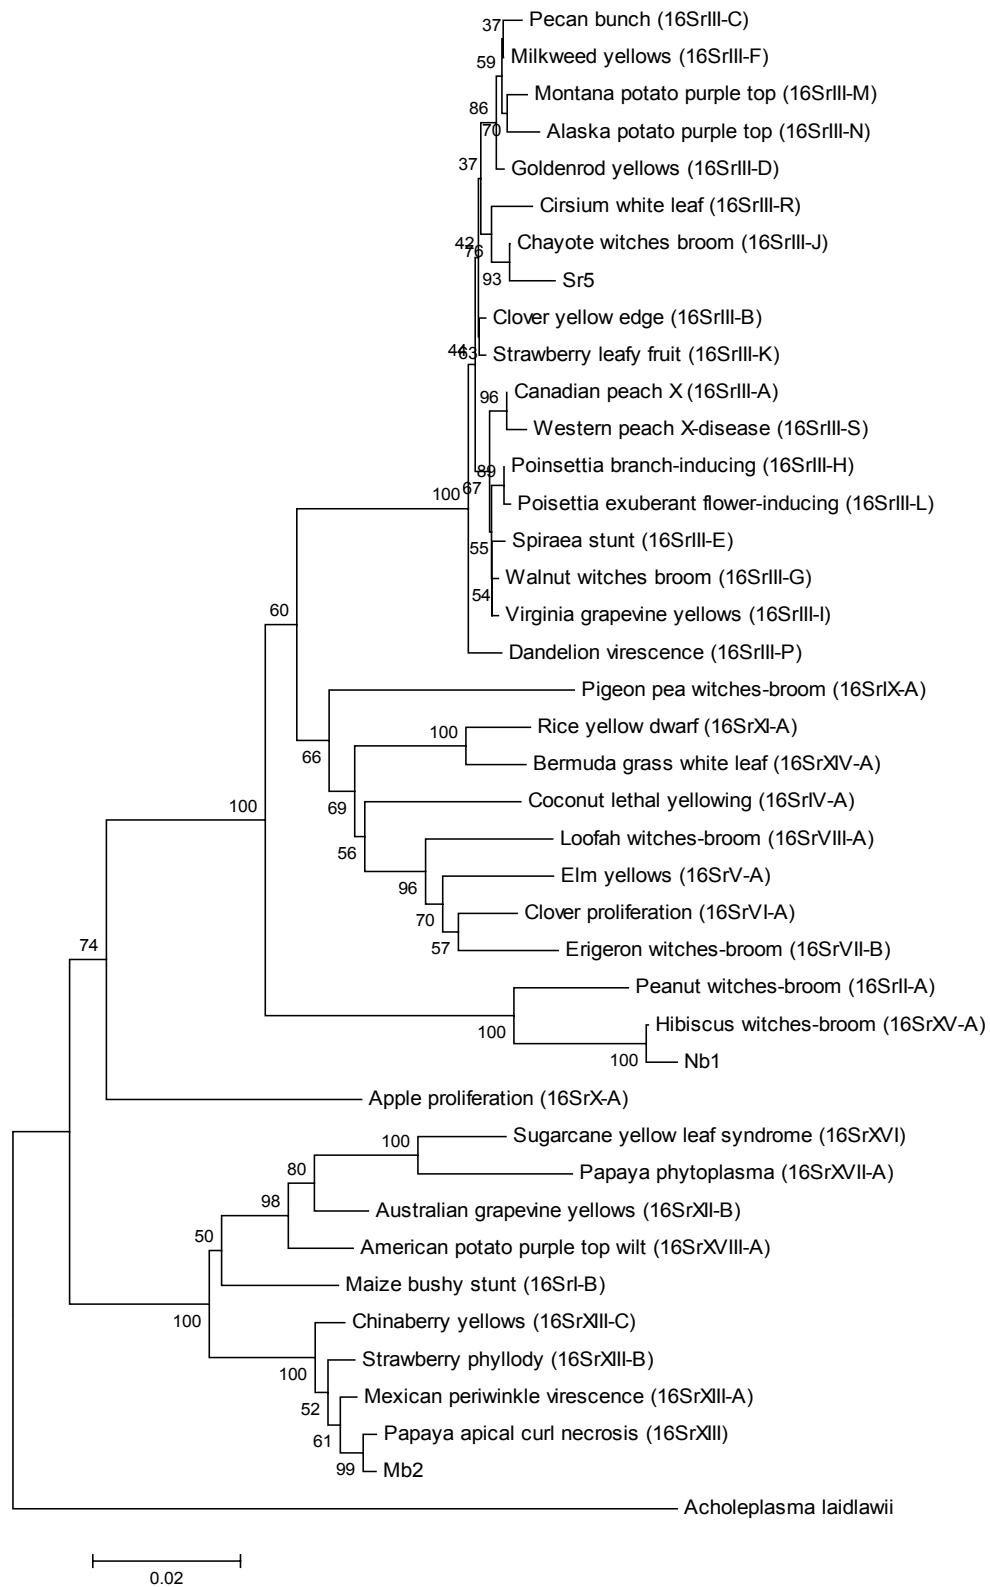 37
Pecan bunch (16SrIII-C)
59
Milkweed yellows (16SrIII-F)
Montana potato purple top (16SrIII-M)
86
70
Alaska potato purple top (16SrIII-N)
37
Goldenrod yellows (16SrIII-D)
Cirsium white leaf (16SrIII-R)
42
76
Chayote witches broom (16SrIII-J)
93
Sr5
Clover yellow edge (16SrIII-B)
44
63
Strawberry leafy fruit (16SrIII-K)
96
Canadian peach X (16SrIII-A)
Western peach X-disease (16SrIII-S)
89
Poinsettia branch-inducing (16SrIII-H)
100
67
Poisettia exuberant flower-inducing (16SrIII-L)
55
Spiraea stunt (16SrIII-E)
Walnut witches broom (16SrIII-G)
54
Virginia grapevine yellows (16SrIII-I)
60
Dandelion virescence (16SrIII-P)
Pigeon pea witches-broom (16SrIX-A)
100
Rice yellow dwarf (16SrXI-A)
66
Bermuda grass white leaf (16SrXIV-A)
100
69
Coconut lethal yellowing (16SrIV-A)
56
Loofah witches-broom (16SrVIII-A)
96
Elm yellows (16SrV-A)
70
Clover proliferation (16SrVI-A)
74
57
Erigeron witches-broom (16SrVII-B)
Peanut witches-broom (16SrII-A)
100
Hibiscus witches-broom (16SrXV-A)
100
Nb1
Apple proliferation (16SrX-A)
100
Sugarcane yellow leaf syndrome (16SrXVI)
80
Papaya phytoplasma (16SrXVII-A)
98
Australian grapevine yellows (16SrXII-B)
50
American potato purple top wilt (16SrXVIII-A)
Maize bushy stunt (16SrI-B)
100
Chinaberry yellows (16SrXIII-C)
100
Strawberry phyllody (16SrXIII-B)
52
Mexican periwinkle virescence (16SrXIII-A)
61
Papaya apical curl necrosis (16SrXIII)
99
Mb2
Acholeplasma laidlawii
0.02